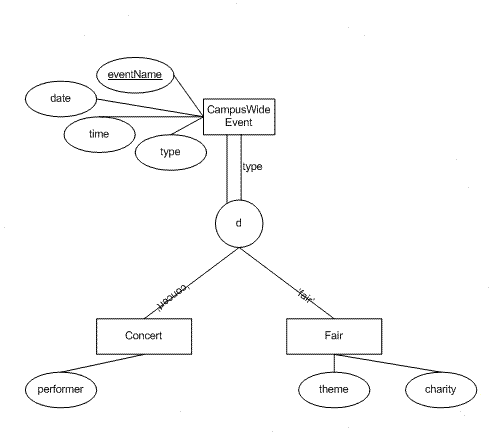 eventName
date
CampusWide
Event
time
type
type
d
'concert'
'fair'
Concert
Fair
performer
theme
charity